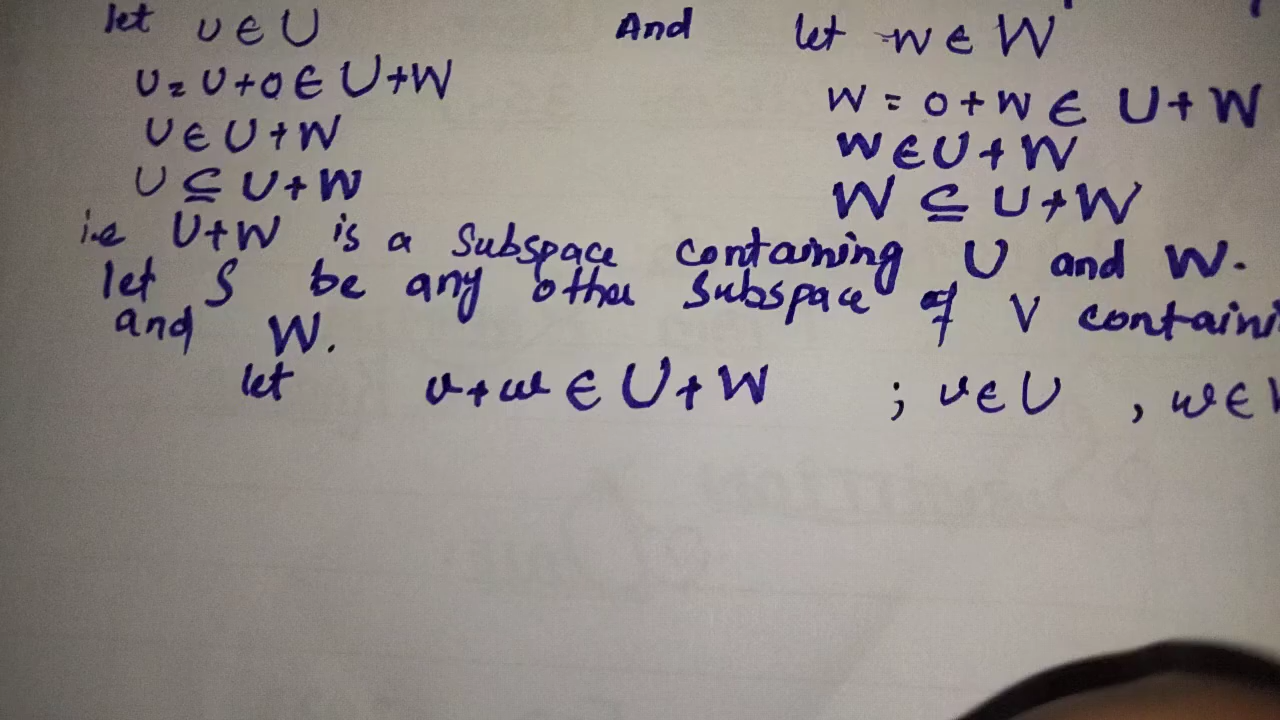 let u ∈ U And let w ∈ W
u = u + 0 ∈ U + W w = 0 + w ∈ U + W
u ∈ U + W w ∈ U + W
U ⊆ U + W W ⊆ U + W
i.e U+W is a subspace containing U and W.
let S be any other subspace of V containi
and W.
let v + w ∈ U + W ; v ∈ U , w ∈